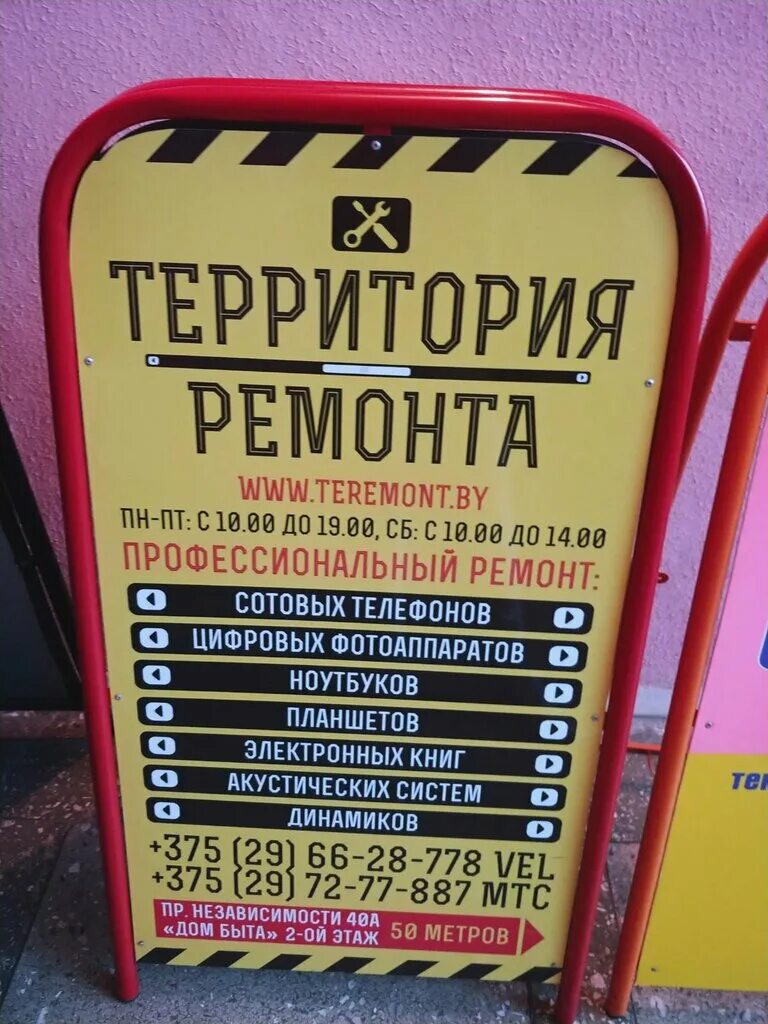 ТЕРРИТОРИЯ
РЕМОНТА
WWW.TEREMONT.BY
ПН-ПТ: С 10.00 ДО 19.00, СБ: С 10.00 ДО 14.00
ПРОФЕССИОНАЛЬНЫЙ РЕМОНТ:
СОТОВЫХ ТЕЛЕФОНОВ
ЦИФРОВЫХ ФОТОАППАРАТОВ
НОУТБУКОВ
ПЛАНШЕТОВ
ЭЛЕКТРОННЫХ КНИГ
АКУСТИЧЕСКИХ СИСТЕМ
ДИНАМИКОВ
+375 (29) 66-28-778 VEL
+375 (29) 72-77-887 МТС
ПР. НЕЗАВИСИМОСТИ 40А
«ДОМ БЫТА» 2-ОЙ ЭТАЖ 50 МЕТРОВ